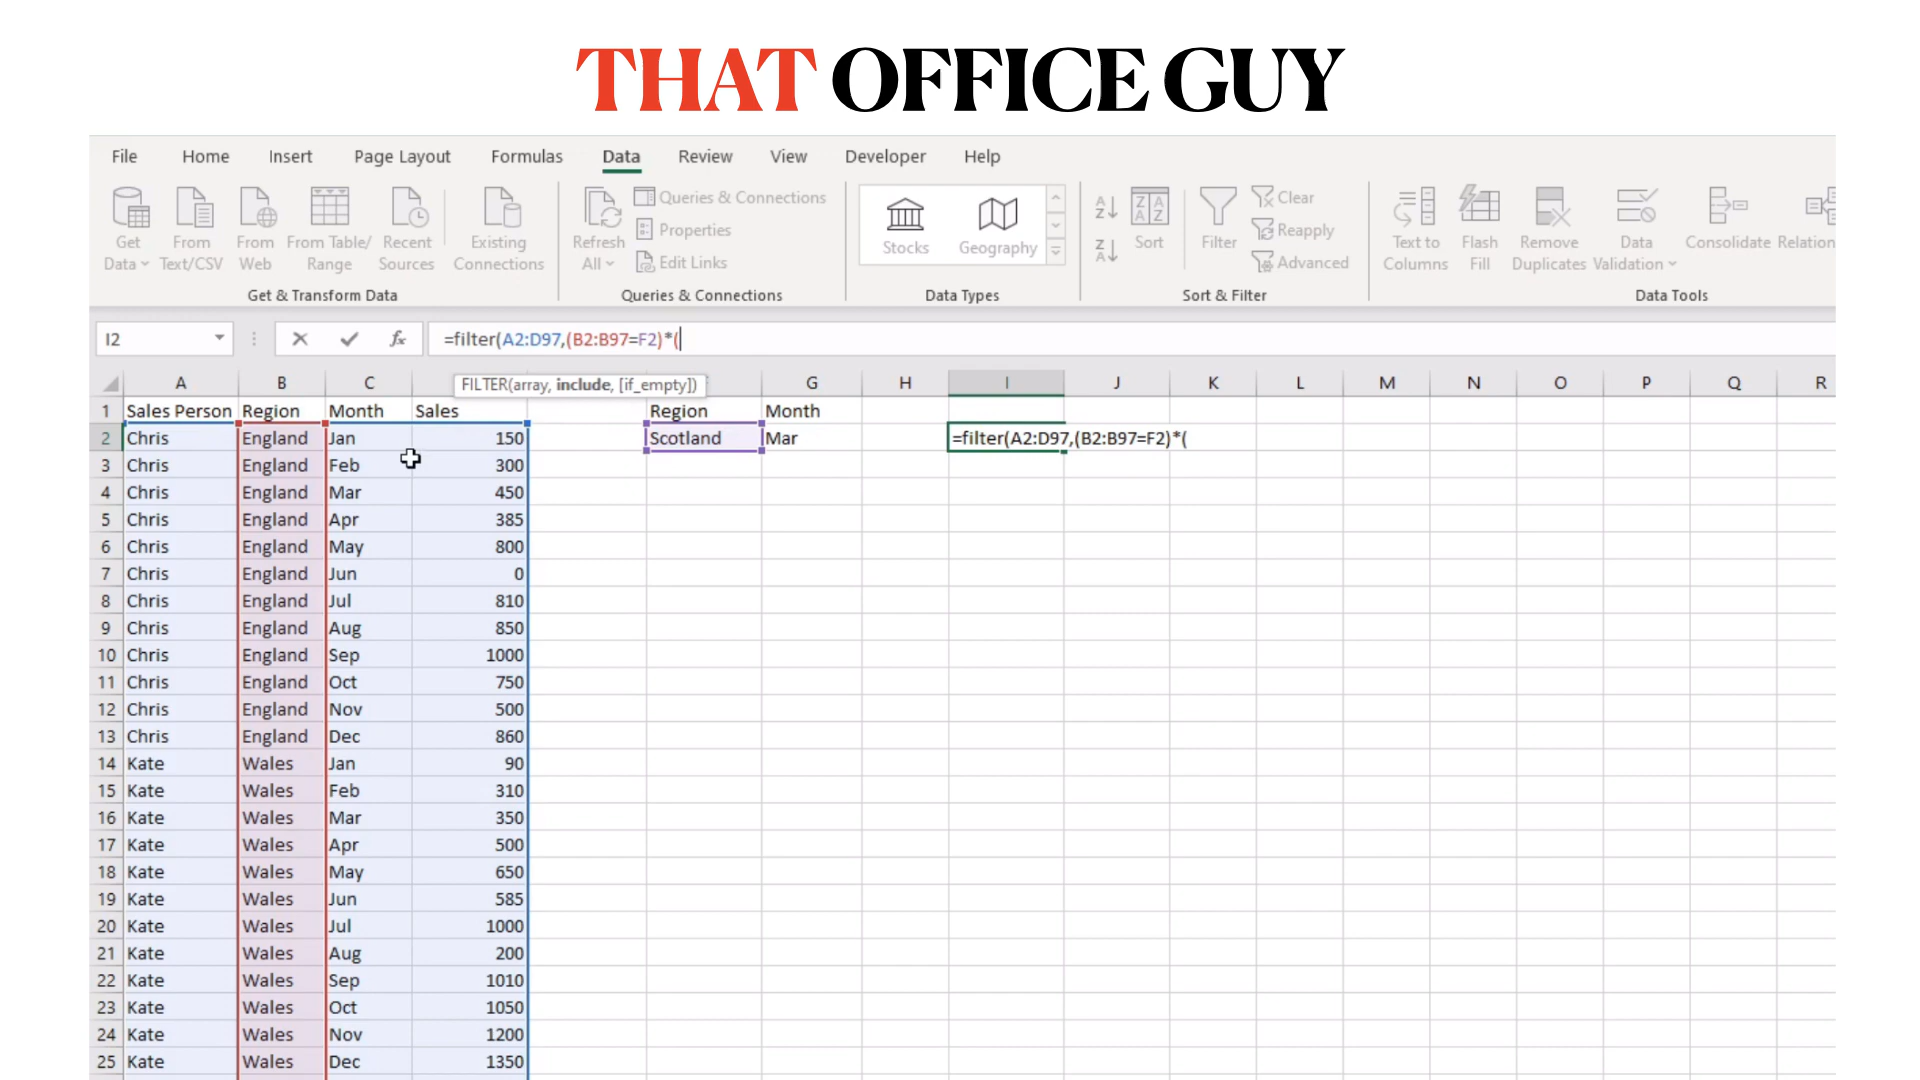 THAT OFFICE GUY
File Home Insert Page Layout Formulas Data Review View Developer Help
Get Data
From Text/CSV
From Web
From Table/ Range
Recent Sources
Existing Connections
Get & Transform Data
Refresh All
Queries & Connections
Properties
Edit Links
Queries & Connections
Stocks
Geography
Data Types
Sort
Filter
Clear
Reapply
Advanced
Sort & Filter
Text to Columns
Flash Fill
Remove Duplicates
Data Validation
Consolidate
Relation
Data Tools
I2 fx =filter(A2:D97,(B2:B97=F2)*(
FILTER(array, include, [if_empty])
A B C G H I J K L M N O P Q R
1 Sales Person Region Month Sales Region Month
2 Chris England Jan 150 Scotland Mar =filter(A2:D97,(B2:B97=F2)*(
3 Chris England Feb 300
4 Chris England Mar 450
5 Chris England Apr 385
6 Chris England May 800
7 Chris England Jun 0
8 Chris England Jul 810
9 Chris England Aug 850
10 Chris England Sep 1000
11 Chris England Oct 750
12 Chris England Nov 500
13 Chris England Dec 860
14 Kate Wales Jan 90
15 Kate Wales Feb 310
16 Kate Wales Mar 350
17 Kate Wales Apr 500
18 Kate Wales May 650
19 Kate Wales Jun 585
20 Kate Wales Jul 1000
21 Kate Wales Aug 200
22 Kate Wales Sep 1010
23 Kate Wales Oct 1050
24 Kate Wales Nov 1200
25 Kate Wales Dec 1350